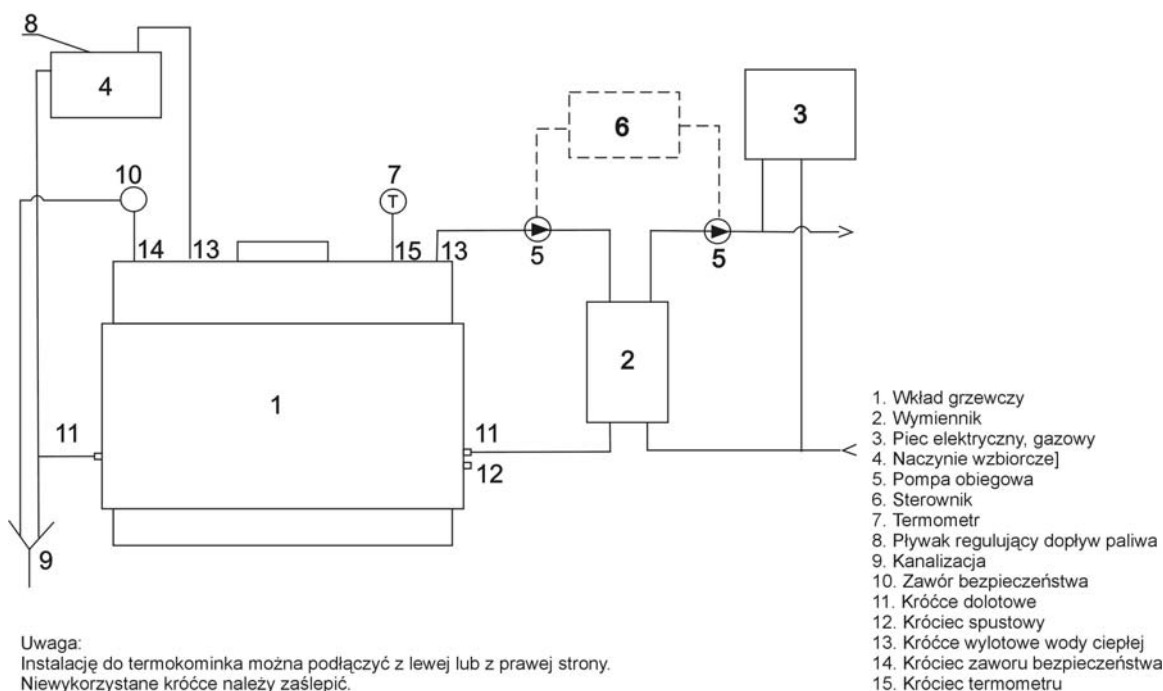 8
4
6
3
10
7
T
14
13
15
13
5
5
2
1
11
11
12
9
1. Wkład grzewczy
2. Wymiennik
3. Piec elektryczny, gazowy
4. Naczynie wzbiorcze]
5. Pompa obiegowa
6. Sterownik
7. Termometr
8. Pływak regulujący dopływ paliwa
9. Kanalizacja
10. Zawór bezpieczeństwa
11. Króćce dolotowe
12. Króciec spustowy
13. Króćce wylotowe wody ciepłej
14. Króciec zaworu bezpieczeństwa
15. Króciec termometru
Uwaga:
Instalację do termokominka można podłączyć z lewej lub z prawej strony.
Niewykorzystane króćce należy zaślepić.